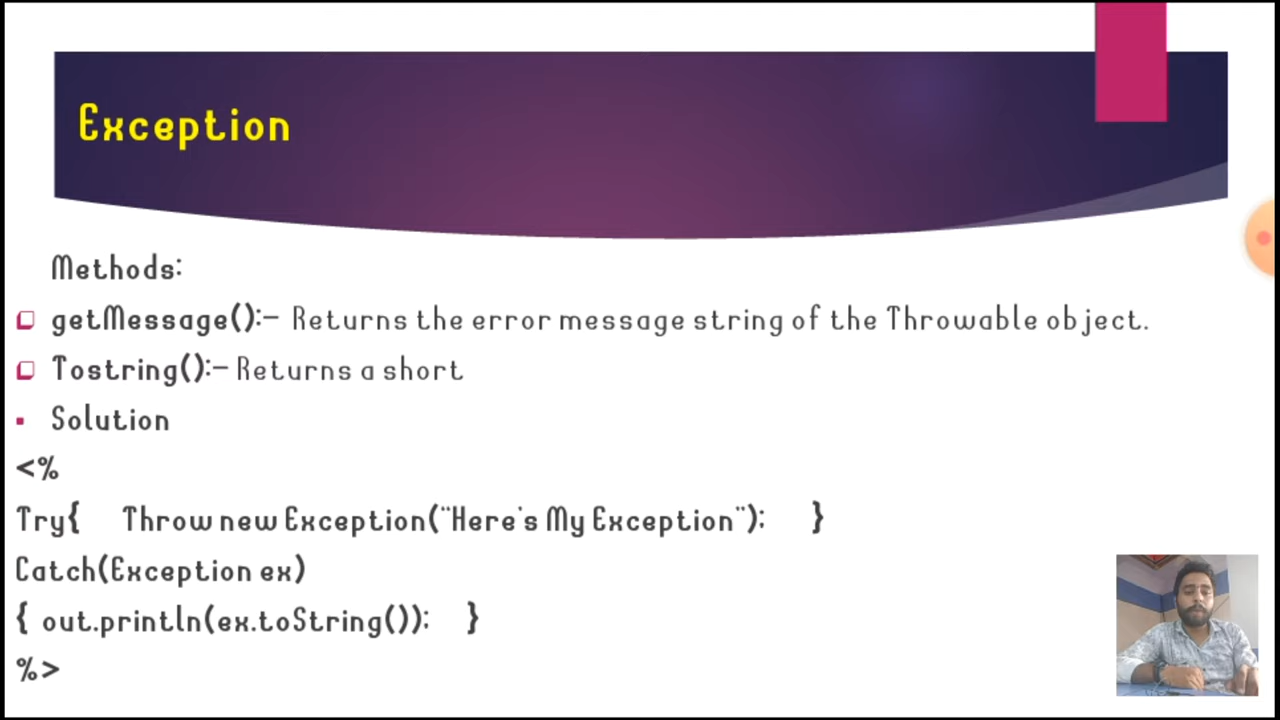 Exception
Methods:
getMessage():- Returns the error message string of the Throwable object.
Tostring():- Returns a short
Solution
<%
Try{ Throw new Exception("Here's My Exception"); }
Catch(Exception ex)
{ out.println(ex.toString()); }
%>